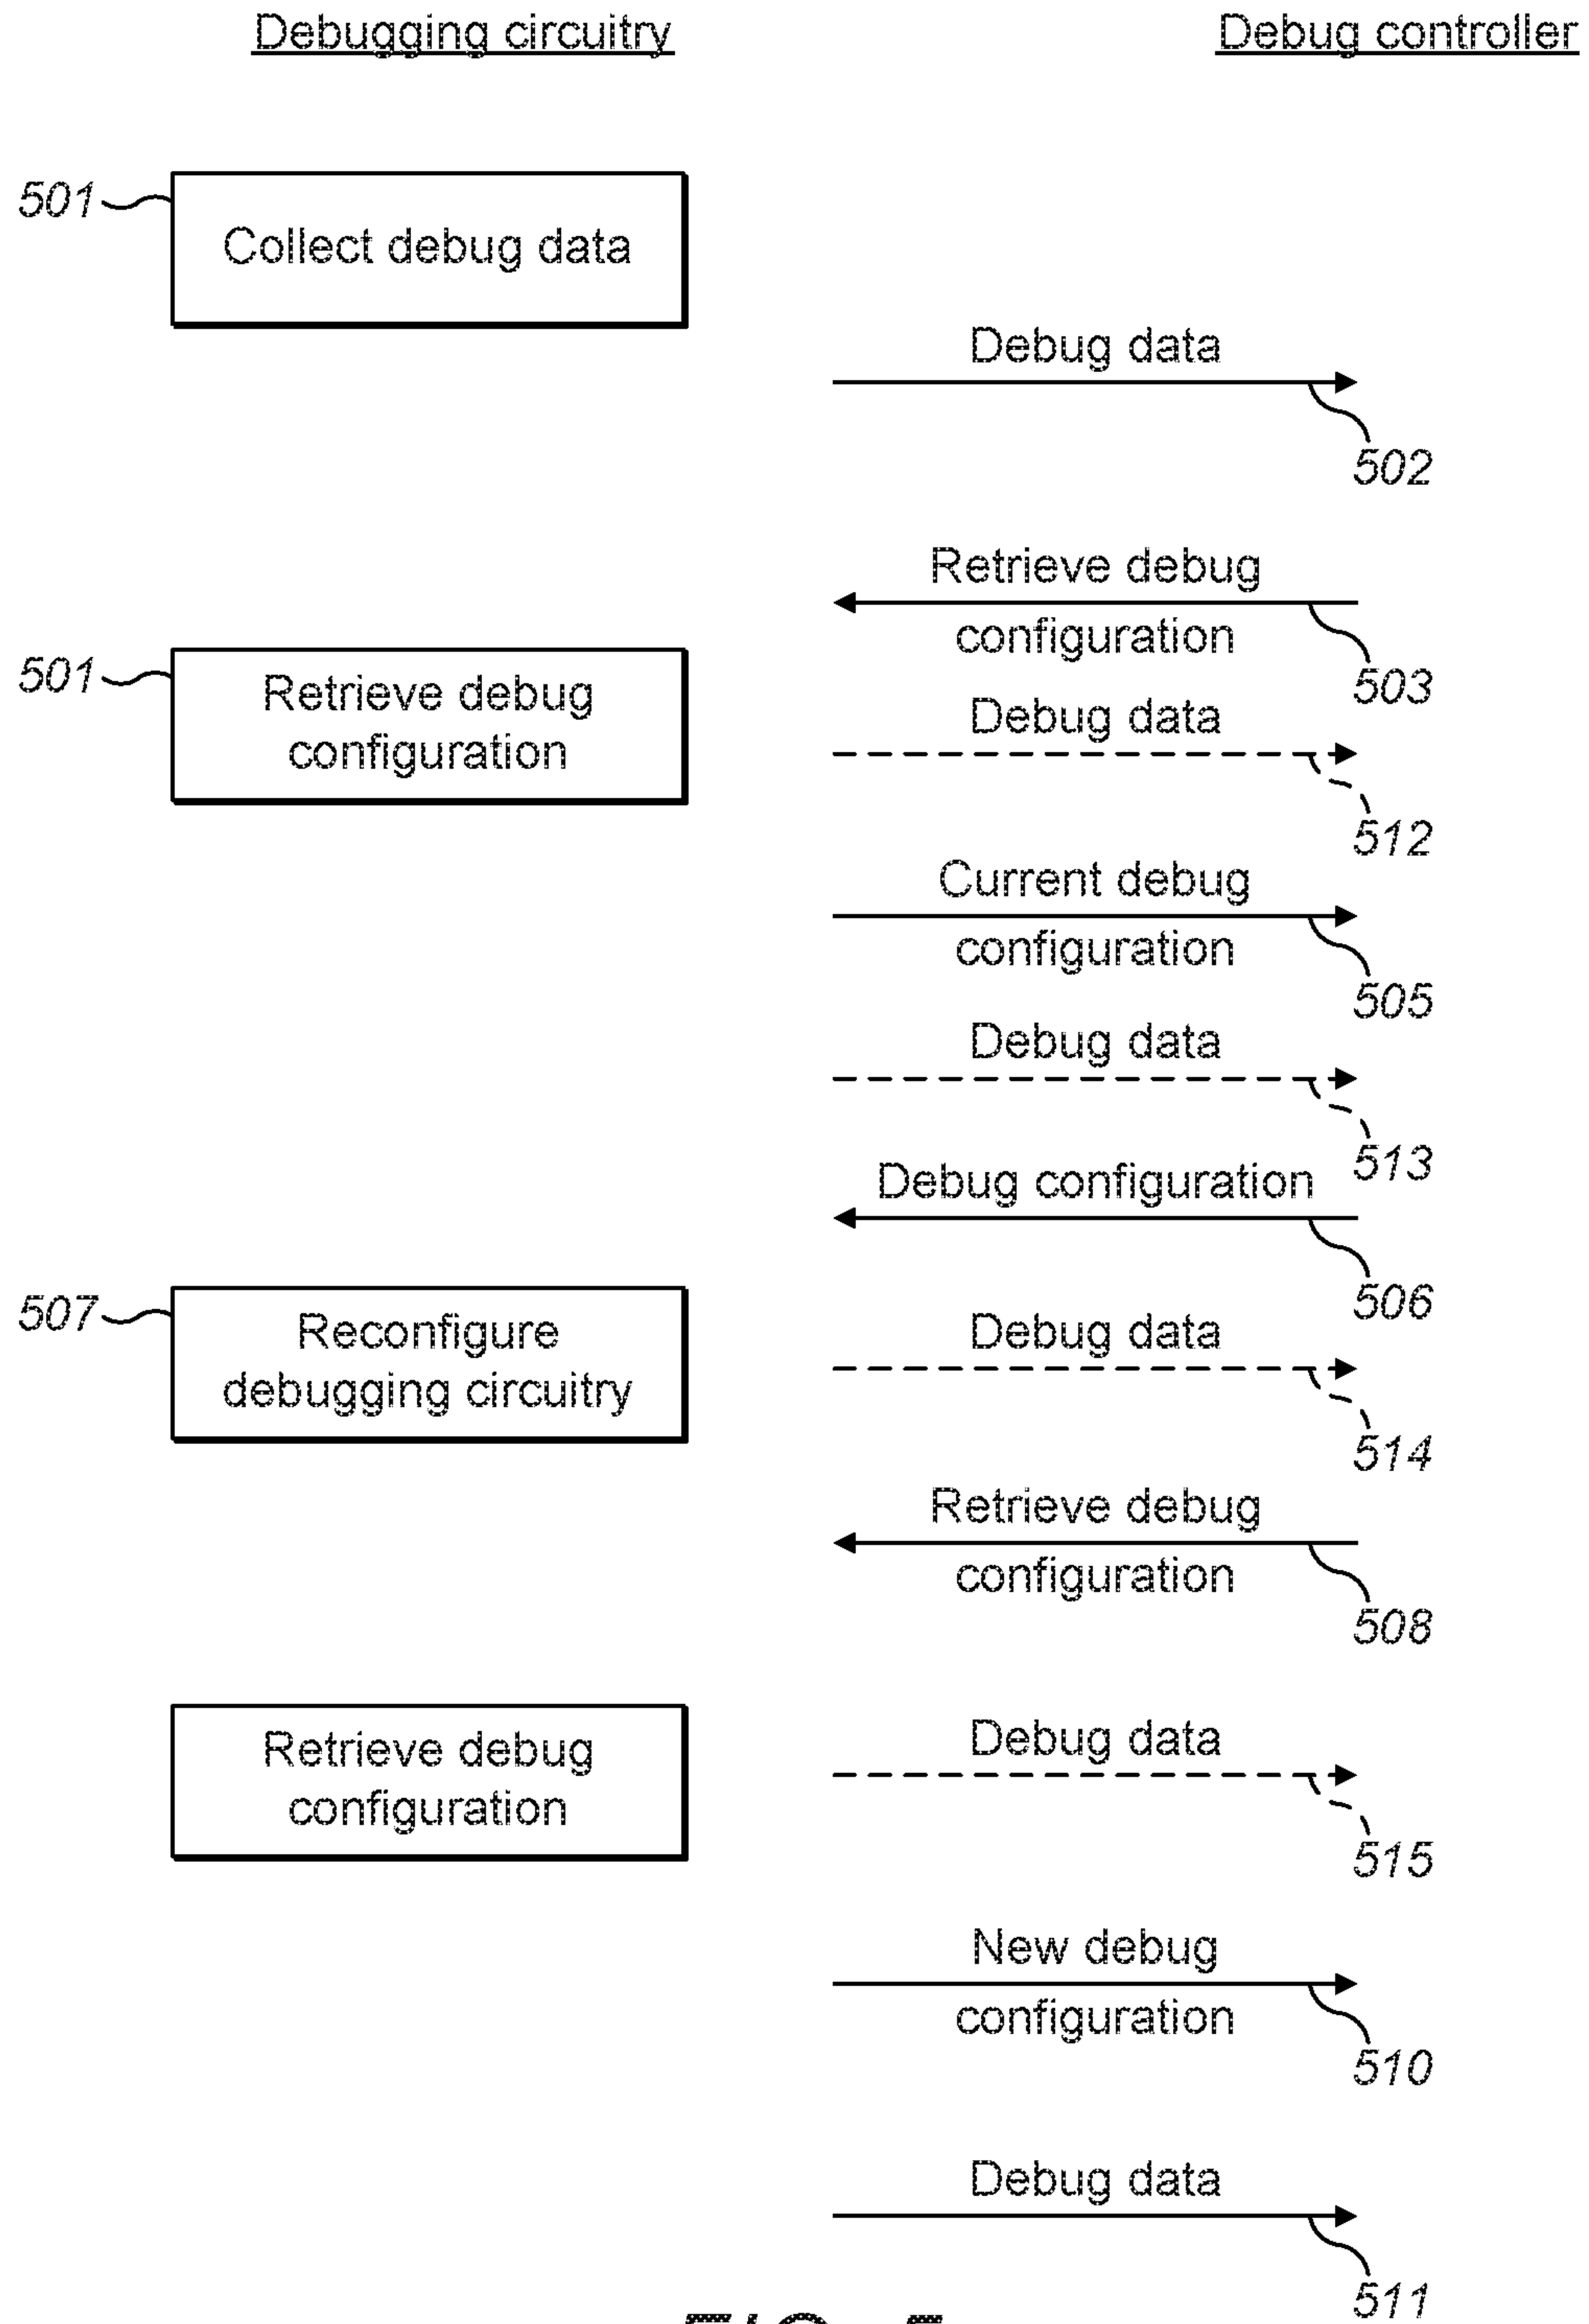 Debugging circuitry
Debug controller
501
Collect debug data
Debug data
502
Retrieve debug
configuration
503
501
Retrieve debug
configuration
Debug data
512
Current debug
configuration
505
Debug data
513
Debug configuration
506
507
Reconfigure
debugging circuitry
Debug data
514
Retrieve debug
configuration
508
Retrieve debug
configuration
Debug data
515
New debug
configuration
510
Debug data
511